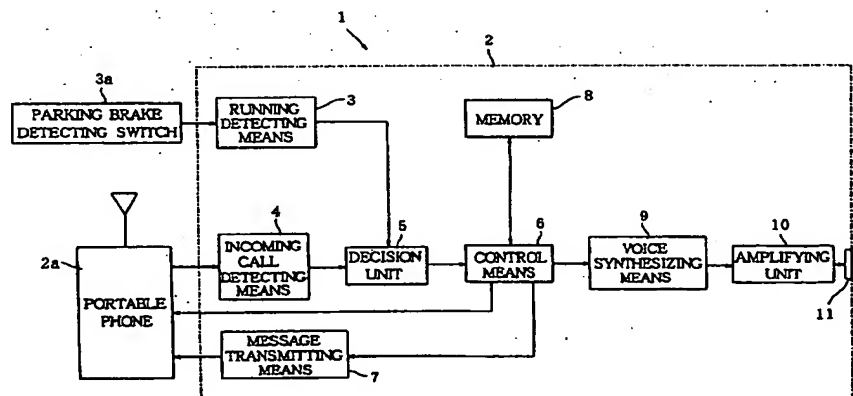 1
2
3a
PARKING BRAKE
DETECTING SWITCH
3
RUNNING
DETECTING
MEANS
8
MEMORY
4
INCOMING
CALL
DETECTING
MEANS
5
DECISION
UNIT
6
CONTROL
MEANS
9
VOICE
SYNTHESIZING
MEANS
10
AMPLIFYING
UNIT
11
2a
PORTABLE
PHONE
MESSAGE
TRANSMITTING
MEANS
7